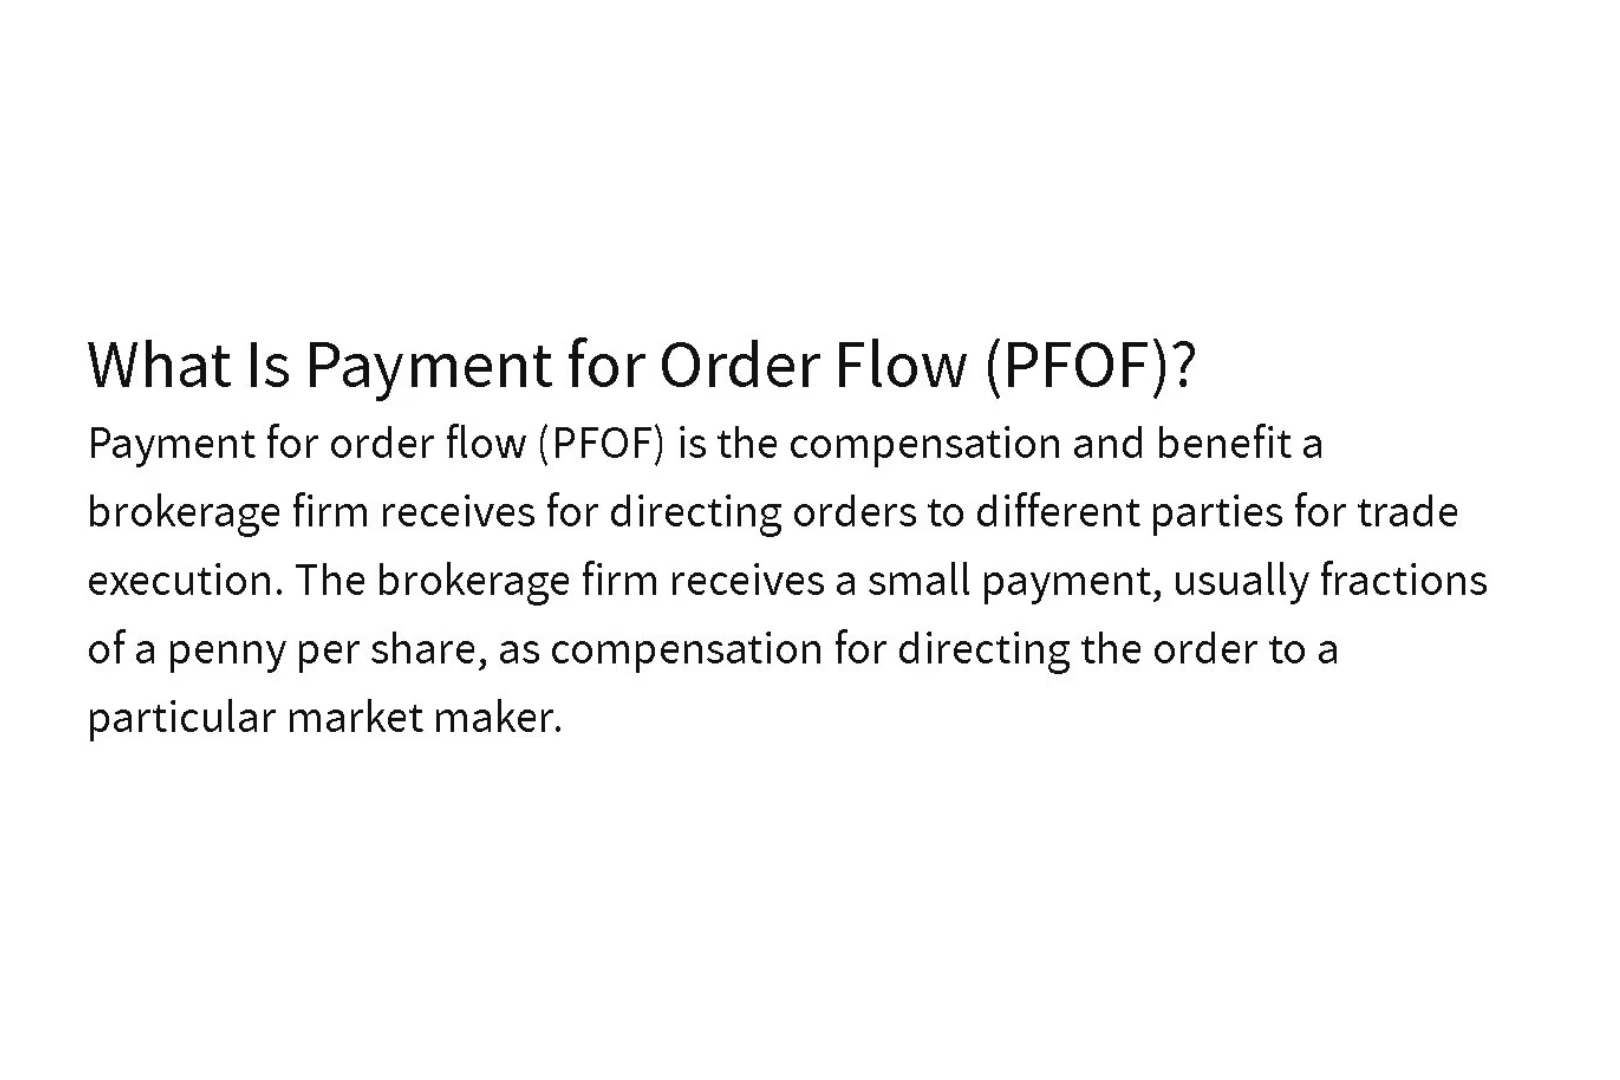 What Is Payment for Order Flow (PFOF)?
Payment for order flow (PFOF) is the compensation and benefit a
brokerage firm receives for directing orders to different parties for trade
execution. The brokerage firm receives a small payment, usually fractions
of a penny per share, as compensation for directing the order to a
particular market maker.